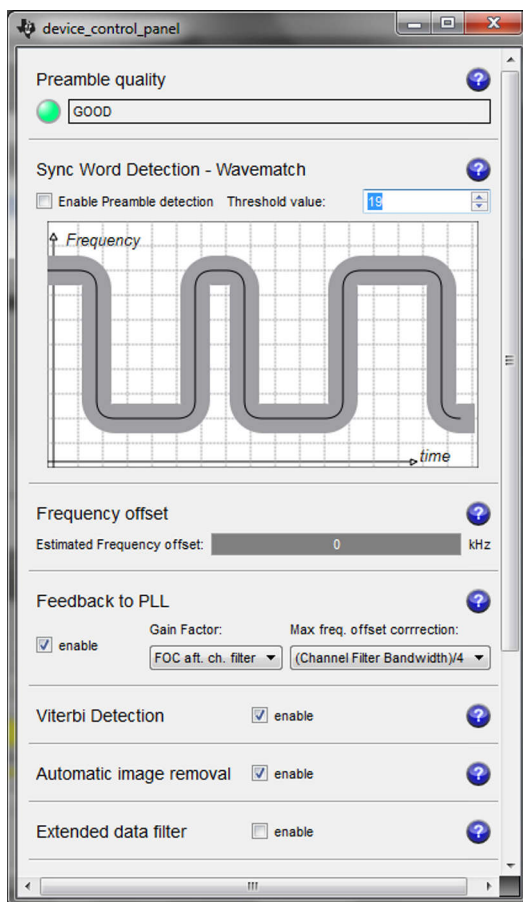 device_control_panel
Preamble quality
GOOD
Sync Word Detection - Wavematch
Enable Preamble detection Threshold value: 19
Frequency
time
Frequency offset
Estimated Frequency offset: 0 kHz
Feedback to PLL
Gain Factor: Max freq. offset corrrection:
enable FOC aft. ch. filter (Channel Filter Bandwidth)/4
Viterbi Detection enable
Automatic image removal enable
Extended data filter enable